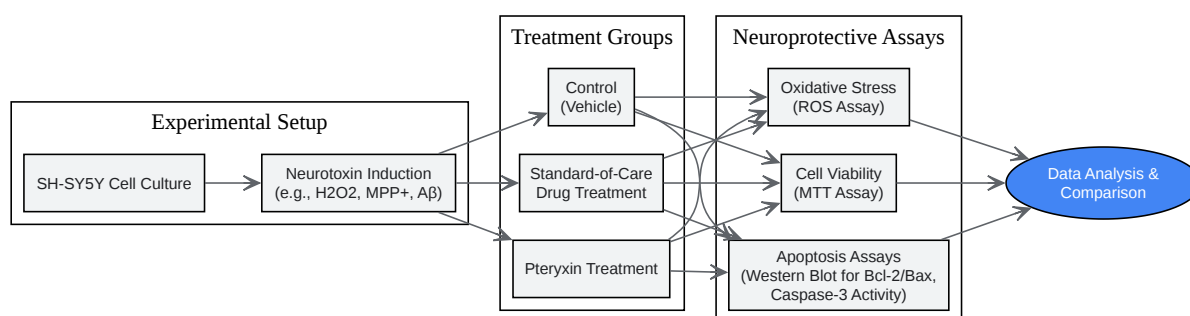 Experimental Setup
SH-SY5Y Cell Culture
Neurotoxin Induction
(e.g., H2O2, MPP+, Aβ)
Treatment Groups
Control
(Vehicle)
Standard-of-Care
Drug Treatment
Pteryxin Treatment
Neuroprotective Assays
Oxidative Stress
(ROS Assay)
Cell Viability
(MTT Assay)
Apoptosis Assays
(Western Blot for Bcl-2/Bax,
Caspase-3 Activity)
Data Analysis &
Comparison